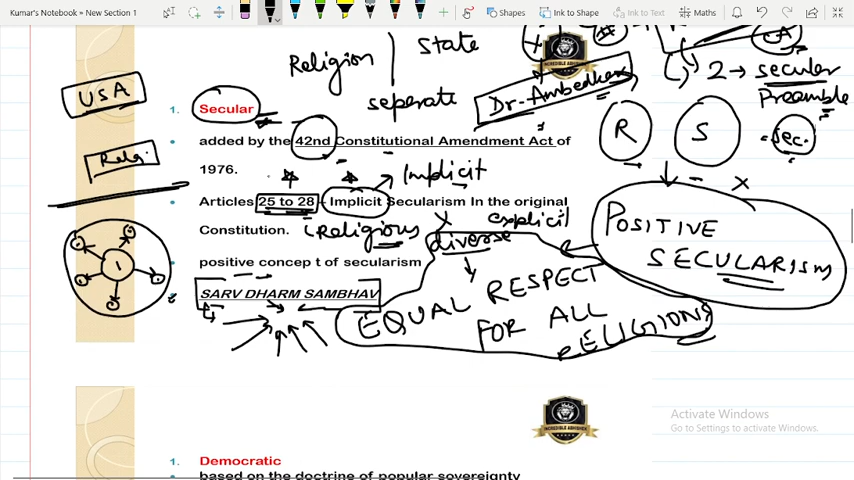 Kumar's Notebook » New Section 1
Shapes
Ink to Shape
Ink to Text
Maths
Religion
State
seperate
Dr. Ambedkar
2 → secular
Preamble
USA
1. Secular
R
S
Sec.
• added by the 42nd Constitutional Amendment Act of
1976.
Relg.
Implicit
• Articles 25 to 28 - Implicit Secularism In the original
Constitution.
(Religious
explicit
diverse
POSITIVE
SECULARISM
1
• positive concep t of secularism
• SARV DHARM SAMBHAV
EQUAL RESPECT
FOR ALL
RELIGIONS
INCREDIBLE
Activate Windows
Go to Settings to activate Windows.
1. Democratic
• based on the doctrine of popular sovereignty